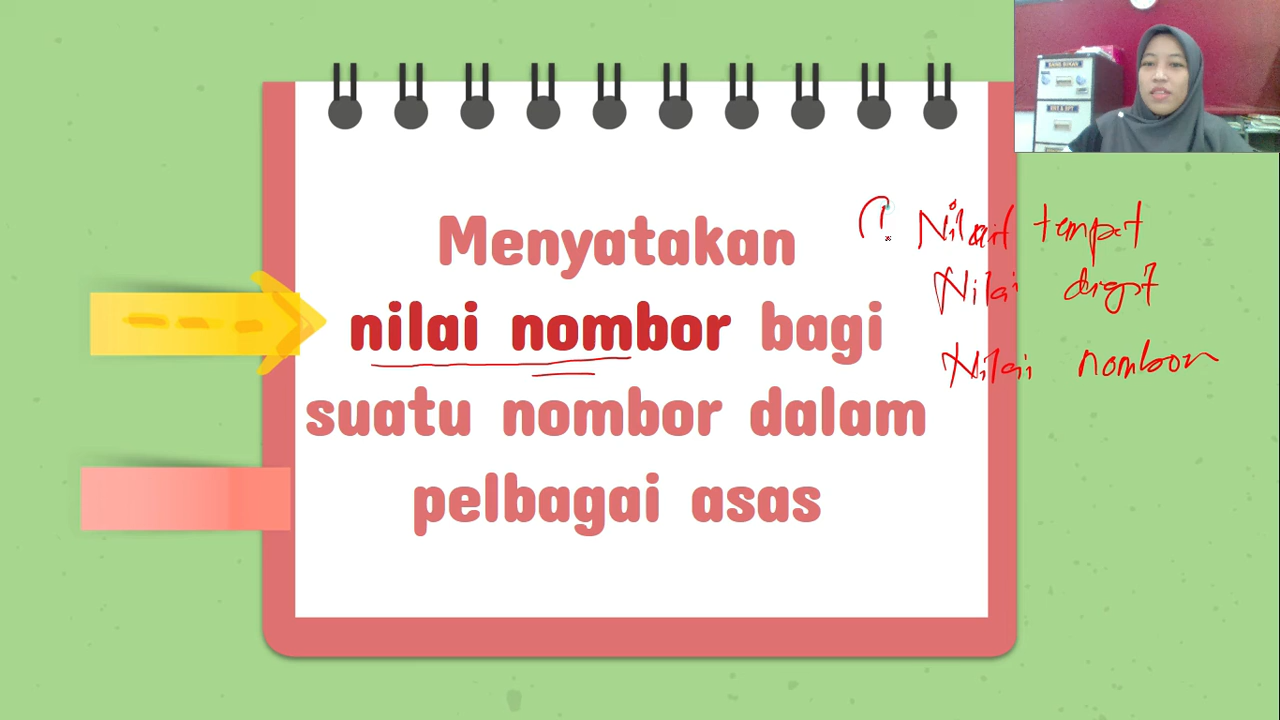 Menyatakan
nilai nombor bagi
suatu nombor dalam
pelbagai asas
Nilai tempat
Nilai digit
Nilai nombor